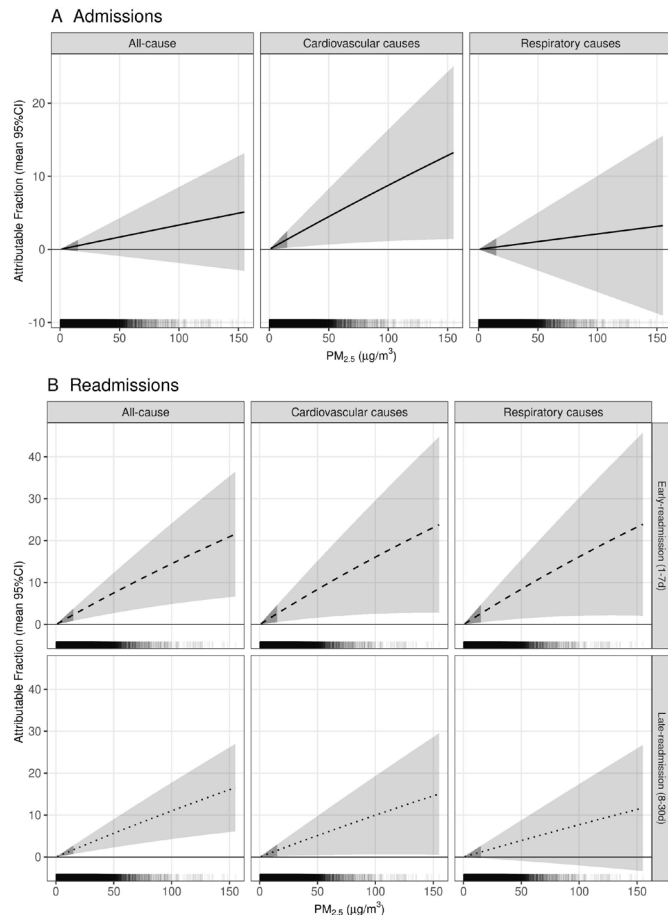 A Admissions
All-cause Cardiovascular causes Respiratory causes
Attributable Fraction (mean 95%CI)
20
10
0
-10
0 50 100 150 0 50 100 150 0 50 100 150
PM2.5 (μg/m³)
B Readmissions
All-cause Cardiovascular causes Respiratory causes
Attributable Fraction (mean 95%CI)
40
30
20
10
0
Early-readmission (1-7d)
40
30
20
10
0
Late-readmission (8-30d)
0 50 100 150 0 50 100 150 0 50 100 150
PM2.5 (μg/m³)